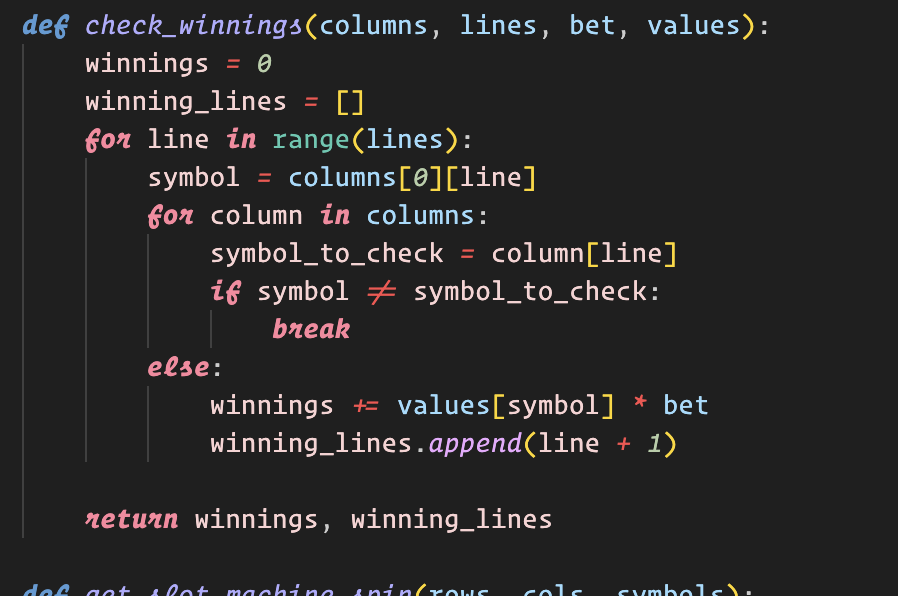 def check_winnings(columns, lines, bet, values):
    winnings = 0
    winning_lines = []
    for line in range(lines):
        symbol = columns[0][line]
        for column in columns:
            symbol_to_check = column[line]
            if symbol != symbol_to_check:
                break
        else:
            winnings += values[symbol] * bet
            winning_lines.append(line + 1)

    return winnings, winning_lines

def get_slot_machine_spin(rows, cols, symbols):